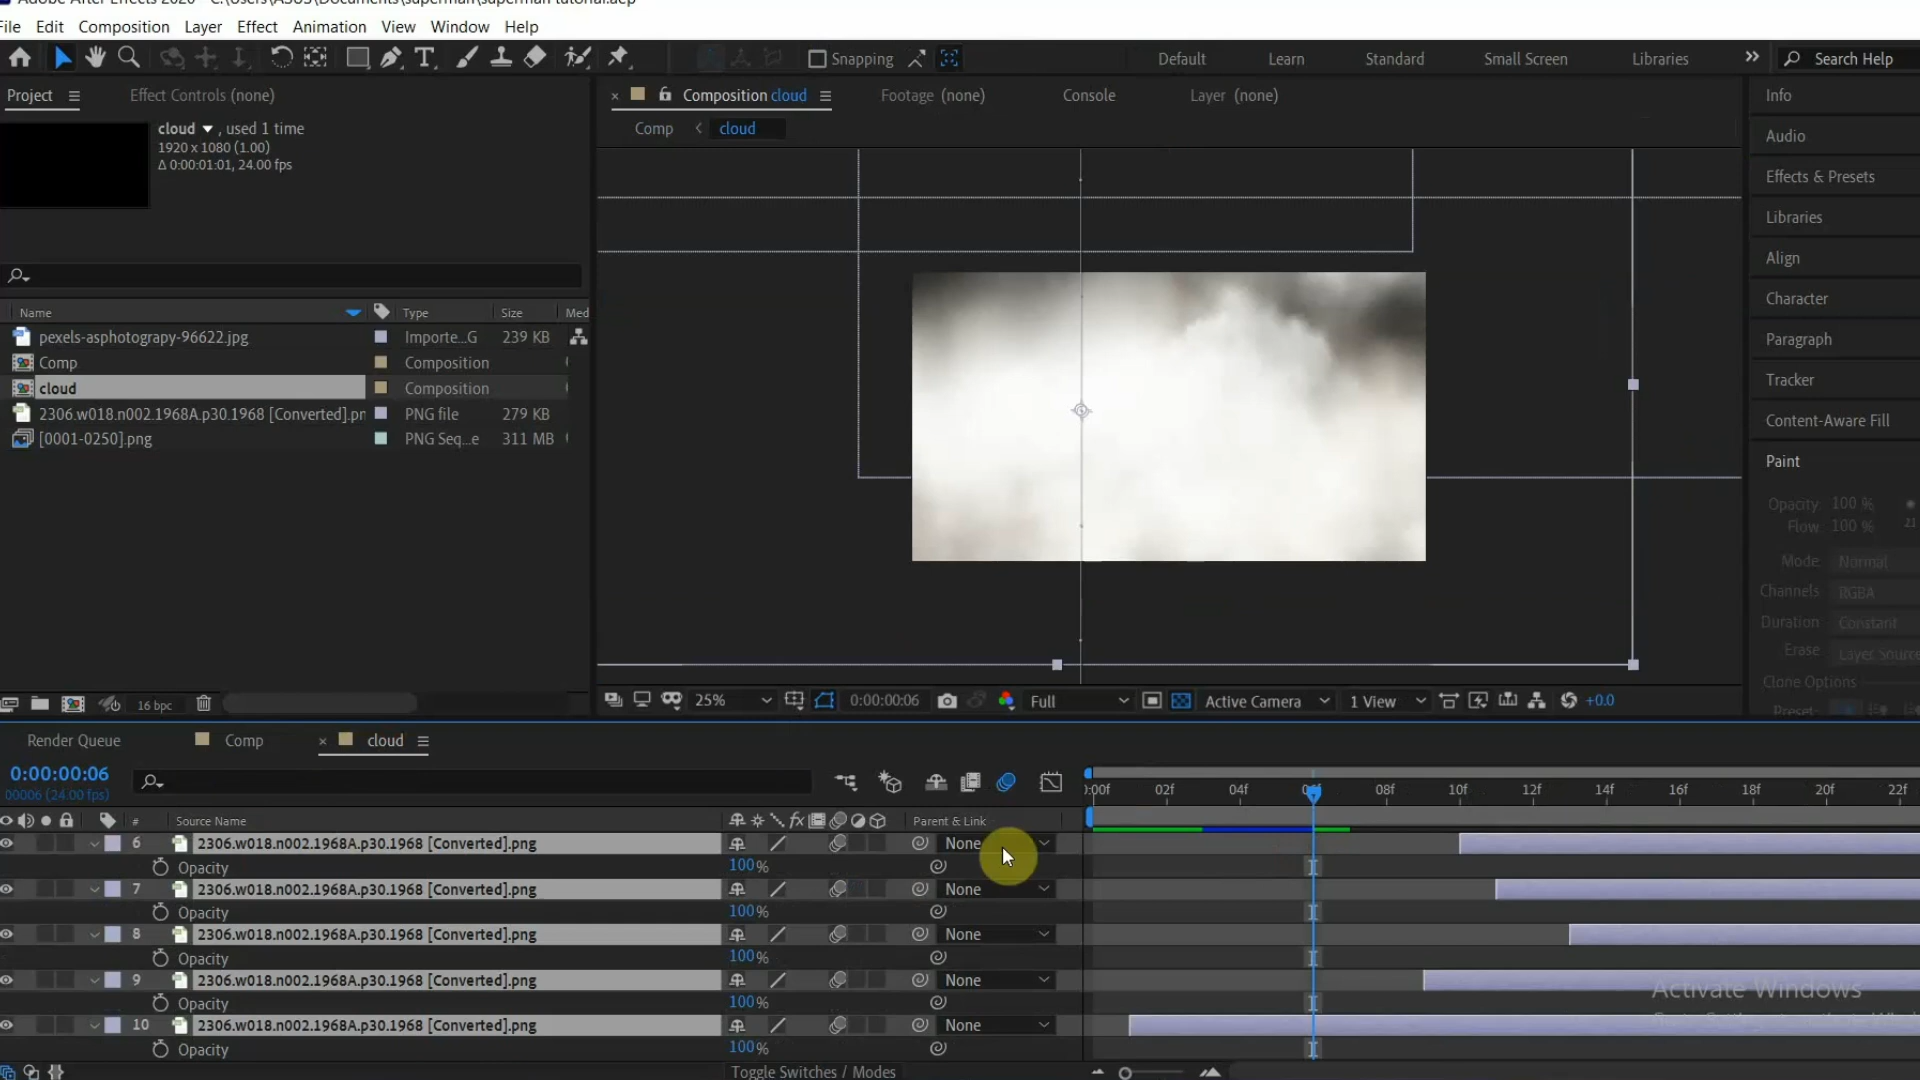 Adobe After Effects 2020 - C:\Users\ASUS\Documents\superman\superman tutorial.aep
File Edit Composition Layer Effect Animation View Window Help
Snapping Default Learn Standard Small Screen Libraries Search Help
Project Effect Controls (none)
cloud , used 1 time
1920 x 1080 (1.00)
Δ 0:00:01:01, 24.00 fps
Name Type Size Med
pexels-asphotograpy-96622.jpg Importe...G 239 KB
Comp Composition
cloud Composition
2306.w018.n002.1968A.p30.1968 [Converted].pn PNG file 279 KB
[0001-0250].png PNG Seq...e 311 MB
16 bpc
Composition cloud Footage (none) Console Layer (none)
Comp cloud
25% 0:00:00:06 Full Active Camera 1 View +0.0
Info
Audio
Effects & Presets
Libraries
Align
Character
Paragraph
Tracker
Content-Aware Fill
Paint
Opacity: 100 %
Flow: 100 % 21
Mode: Normal
Channels: RGBA
Duration: Constant
Erase: Layer Source
Clone Options
Preset:
Render Queue Comp cloud
0:00:00:06
00006 (24.00 fps)
):00f 02f 04f 06f 08f 10f 12f 14f 16f 18f 20f 22f
# Source Name fx Parent & Link
6 2306.w018.n002.1968A.p30.1968 [Converted].png None
Opacity 100%
7 2306.w018.n002.1968A.p30.1968 [Converted].png None
Opacity 100%
8 2306.w018.n002.1968A.p30.1968 [Converted].png None
Opacity 100%
9 2306.w018.n002.1968A.p30.1968 [Converted].png None
Opacity 100%
10 2306.w018.n002.1968A.p30.1968 [Converted].png None
Opacity 100%
Toggle Switches / Modes
Activate Windows